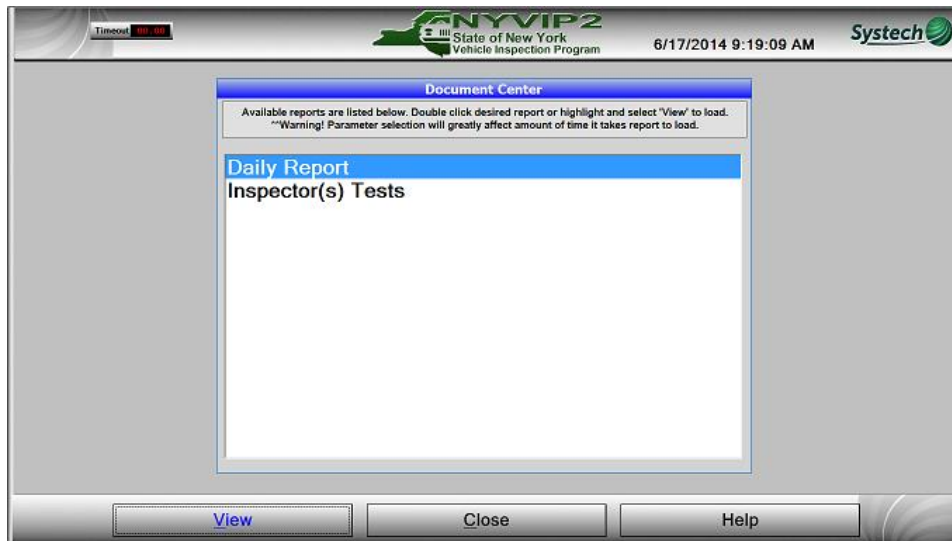 Timeout 00:00
NYVIP2
State of New York
Vehicle Inspection Program
6/17/2014 9:19:09 AM
Systech
Document Center
Available reports are listed below. Double click desired report or highlight and select 'View' to load.
^^Warning! Parameter selection will greatly affect amount of time it takes report to load.
Daily Report
Inspector(s) Tests
View
Close
Help